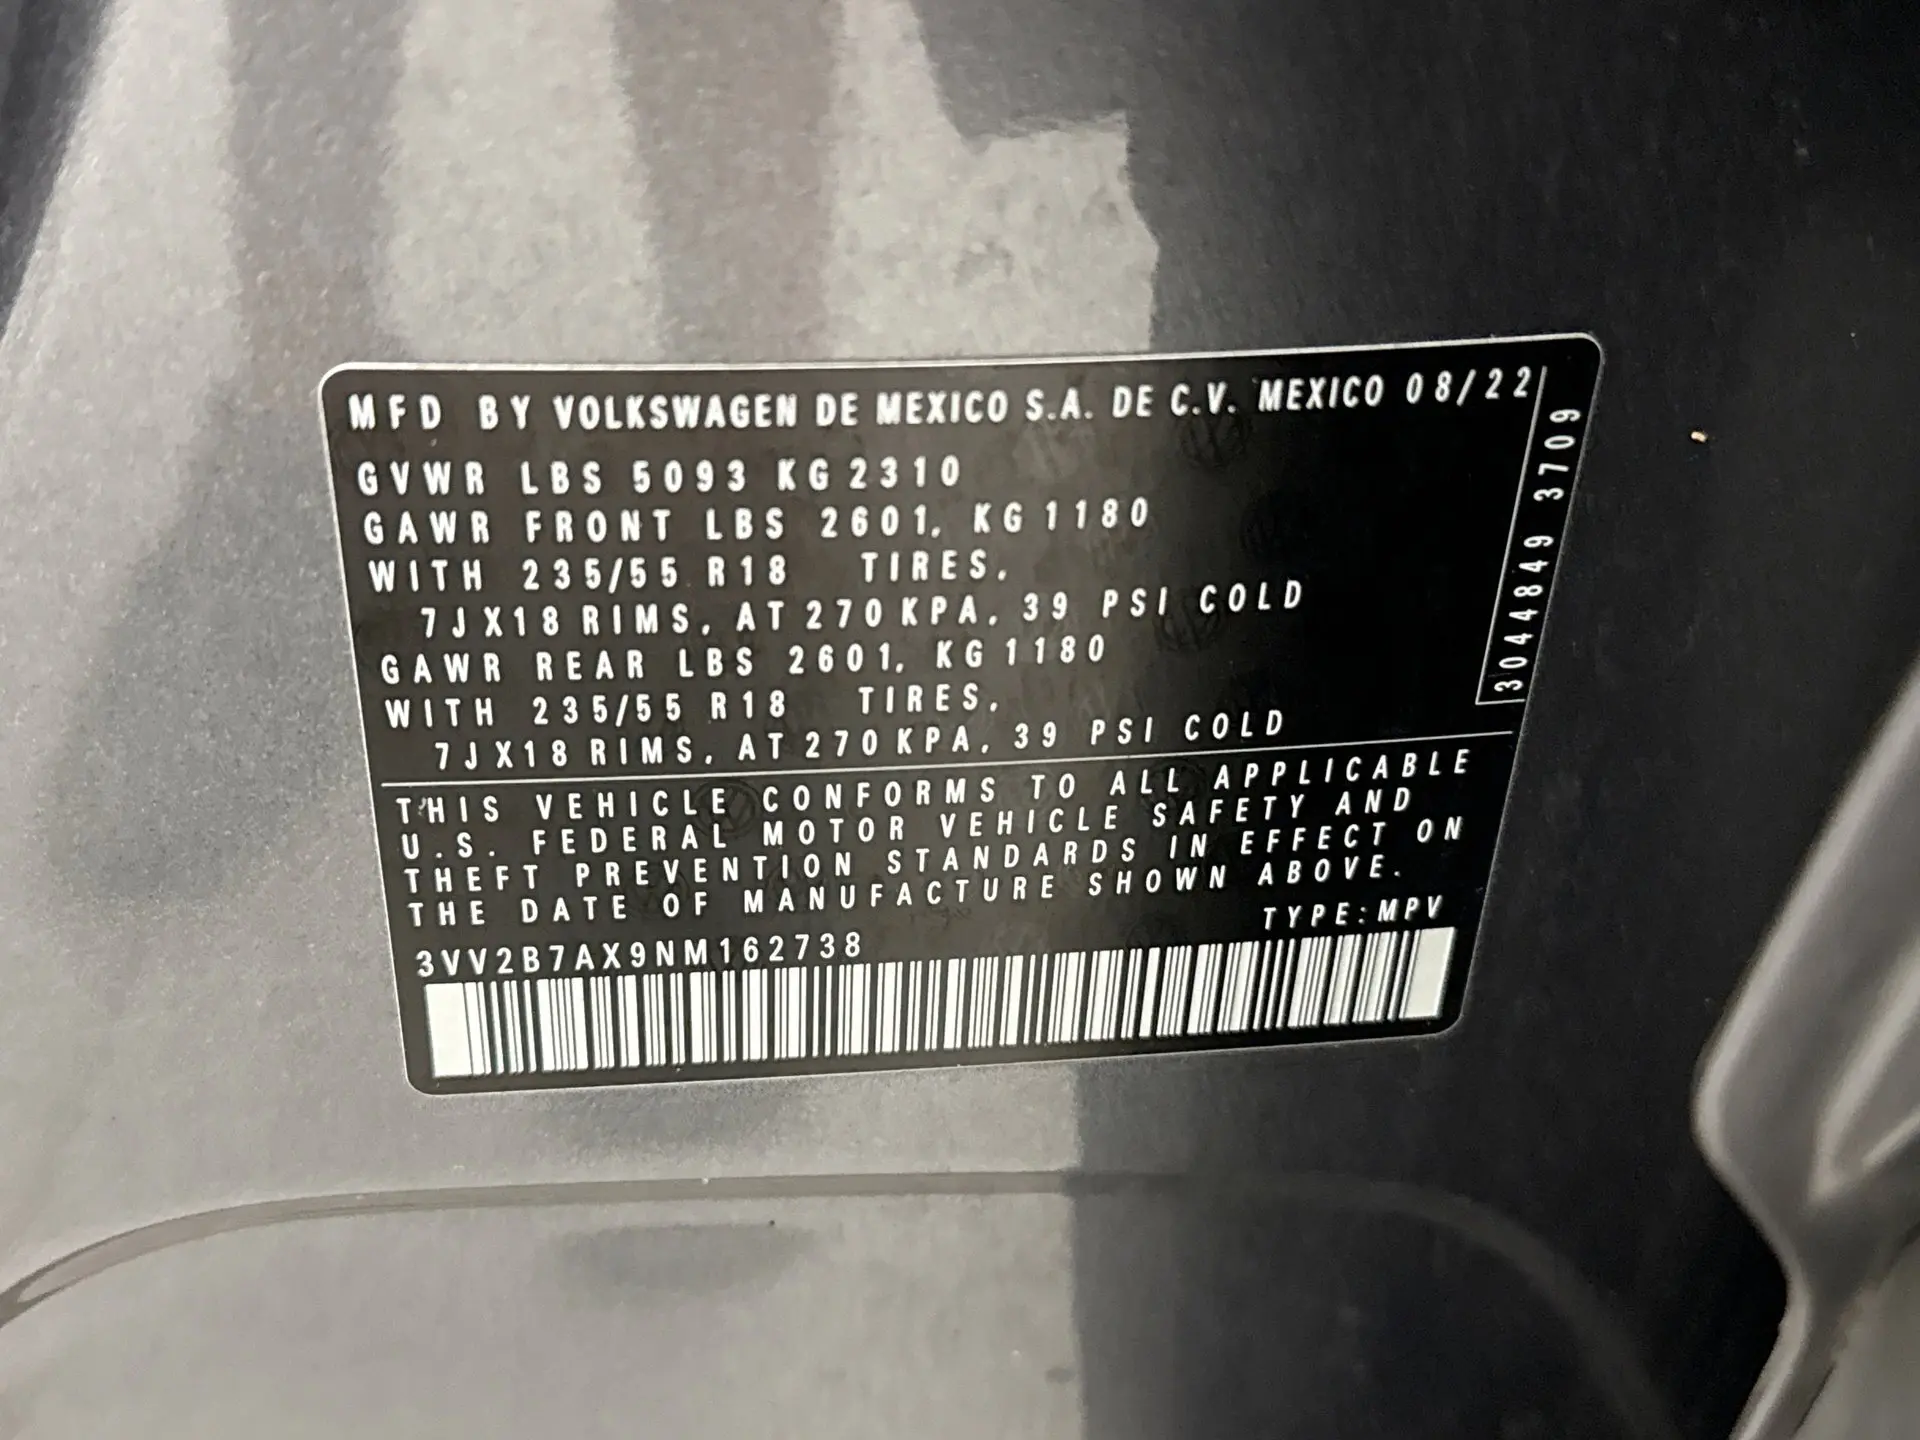 MFD BY VOLKSWAGEN DE MEXICO S.A. DE C.V. MEXICO 08/22
GVWR LBS 5093 KG 2310
GAWR FRONT LBS 2601, KG 1180
WITH 235/55 R18 TIRES,
7JX18 RIMS, AT 270 KPA, 39 PSI COLD
GAWR REAR LBS 2601, KG 1180
WITH 235/55 R18 TIRES,
7JX18 RIMS, AT 270 KPA, 39 PSI COLD
3044849 3709
THIS VEHICLE CONFORMS TO ALL APPLICABLE
U.S. FEDERAL MOTOR VEHICLE SAFETY AND
THEFT PREVENTION STANDARDS IN EFFECT ON
THE DATE OF MANUFACTURE SHOWN ABOVE.
TYPE: MPV
3VV2B7AX9NM162738